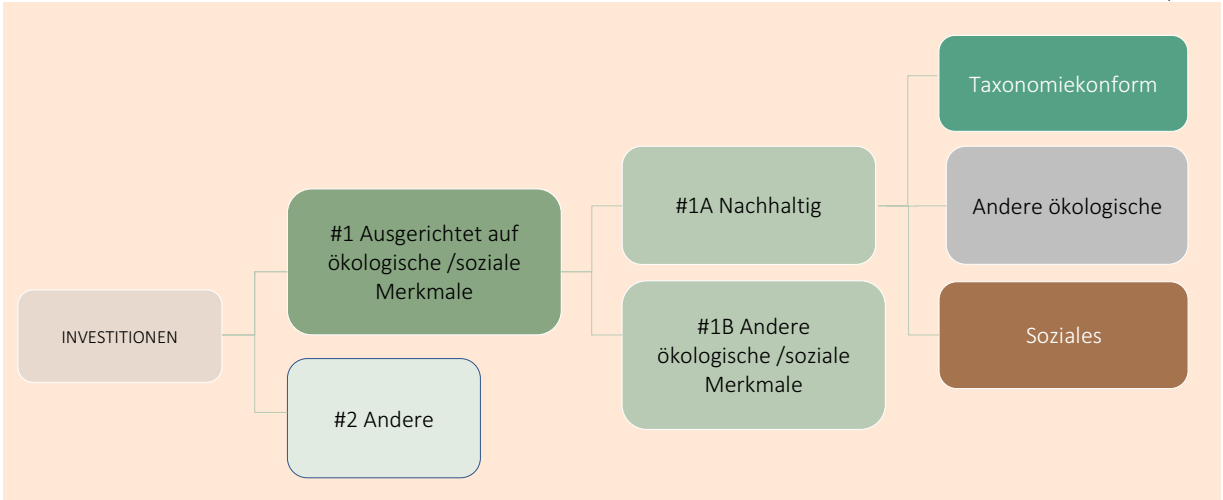 INVESTITIONEN
#1 Ausgerichtet auf
ökologische /soziale
Merkmale
#2 Andere
#1A Nachhaltig
#1B Andere
ökologische /soziale
Merkmale
Taxonomiekonform
Andere ökologische
Soziales